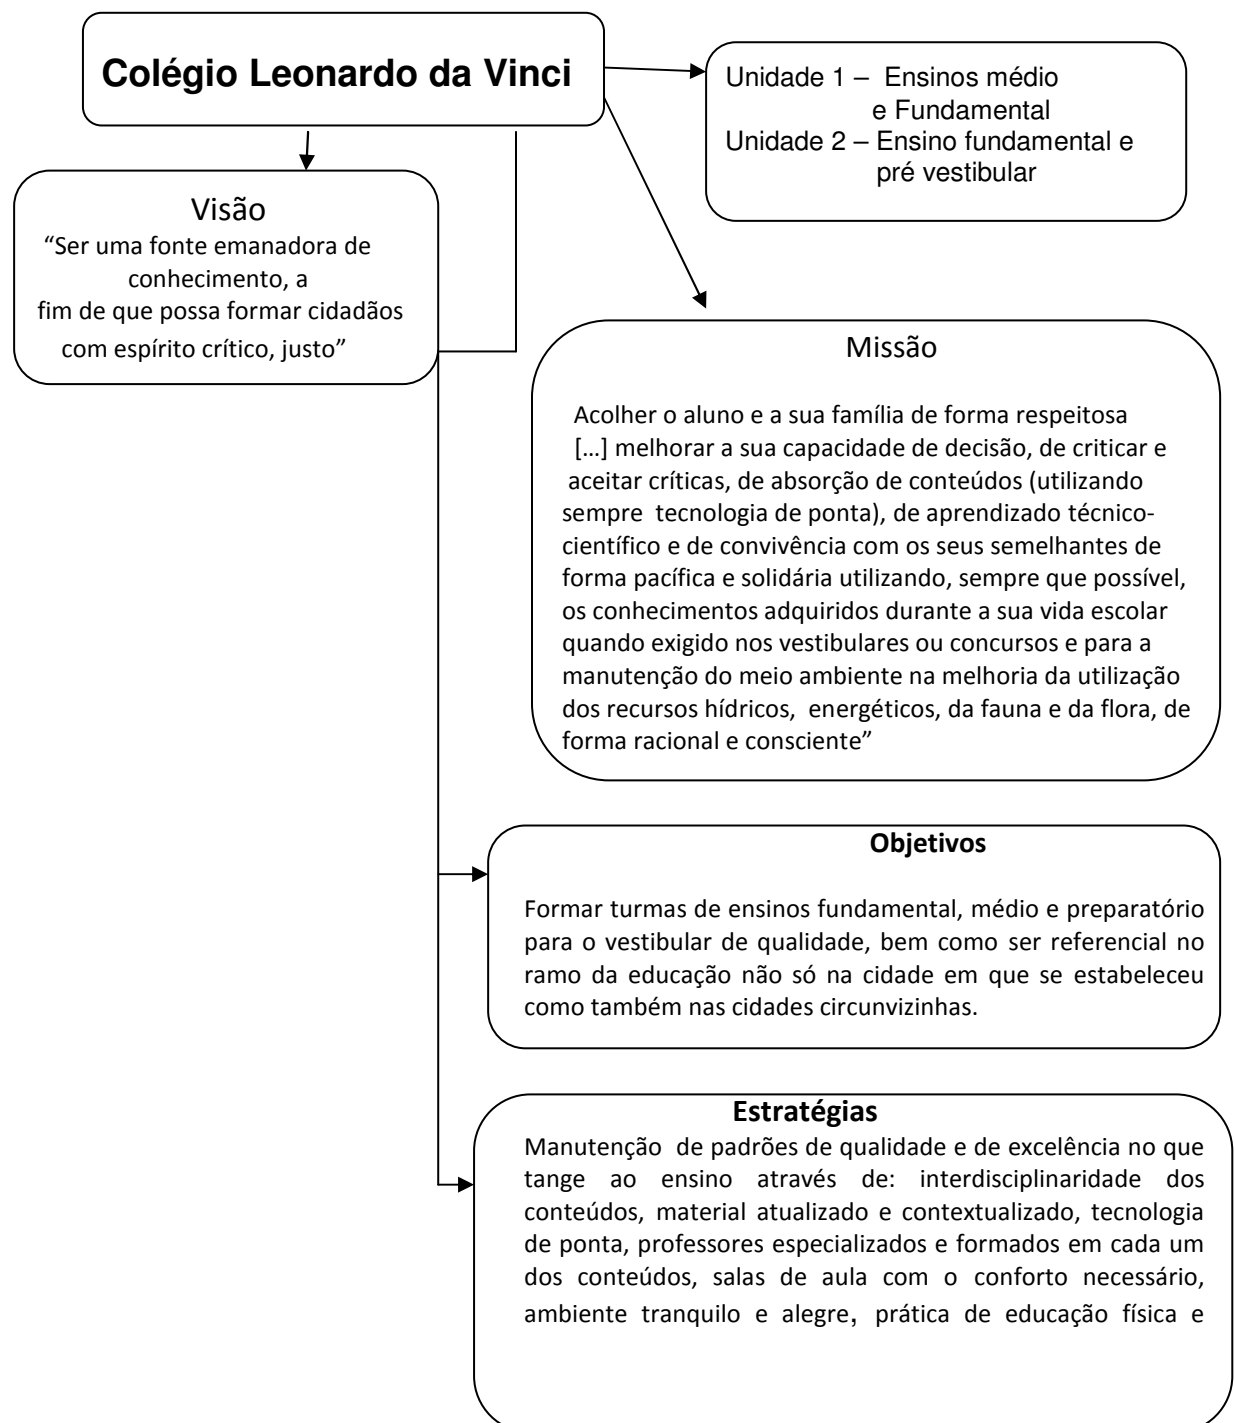 Colégio Leonardo da Vinci
Unidade 1 – Ensinos médio
e Fundamental
Unidade 2 – Ensino fundamental e
pré vestibular
Visão
“Ser uma fonte emanadora de
conhecimento, a
fim de que possa formar cidadãos
com espírito crítico, justo”
Missão
Acolher o aluno e a sua família de forma respeitosa
[...] melhorar a sua capacidade de decisão, de criticar e
aceitar críticas, de absorção de conteúdos (utilizando
sempre tecnologia de ponta), de aprendizado técnico-
científico e de convivência com os seus semelhantes de
forma pacífica e solidária utilizando, sempre que possível,
os conhecimentos adquiridos durante a sua vida escolar
quando exigido nos vestibulares ou concursos e para a
manutenção do meio ambiente na melhoria da utilização
dos recursos hídricos, energéticos, da fauna e da flora, de
forma racional e consciente”
Objetivos
Formar turmas de ensinos fundamental, médio e preparatório
para o vestibular de qualidade, bem como ser referencial no
ramo da educação não só na cidade em que se estabeleceu
como também nas cidades circunvizinhas.
Estratégias
Manutenção de padrões de qualidade e de excelência no que
tange ao ensino através de: interdisciplinaridade dos
conteúdos, material atualizado e contextualizado, tecnologia
de ponta, professores especializados e formados em cada um
dos conteúdos, salas de aula com o conforto necessário,
ambiente tranquilo e alegre, prática de educação física e